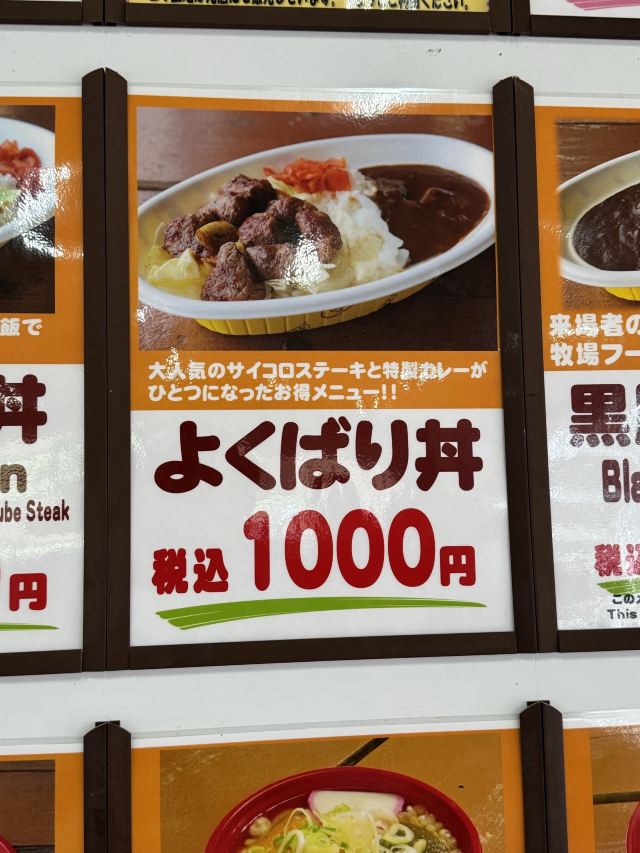 飯で
丼
n
ube Steak
円
大人気のサイコロステーキと特製カレーが
ひとつになったお得メニュー!!
よくばり丼
税込1000円
来場者の
牧場フー
黒
Bla
税込
この
This